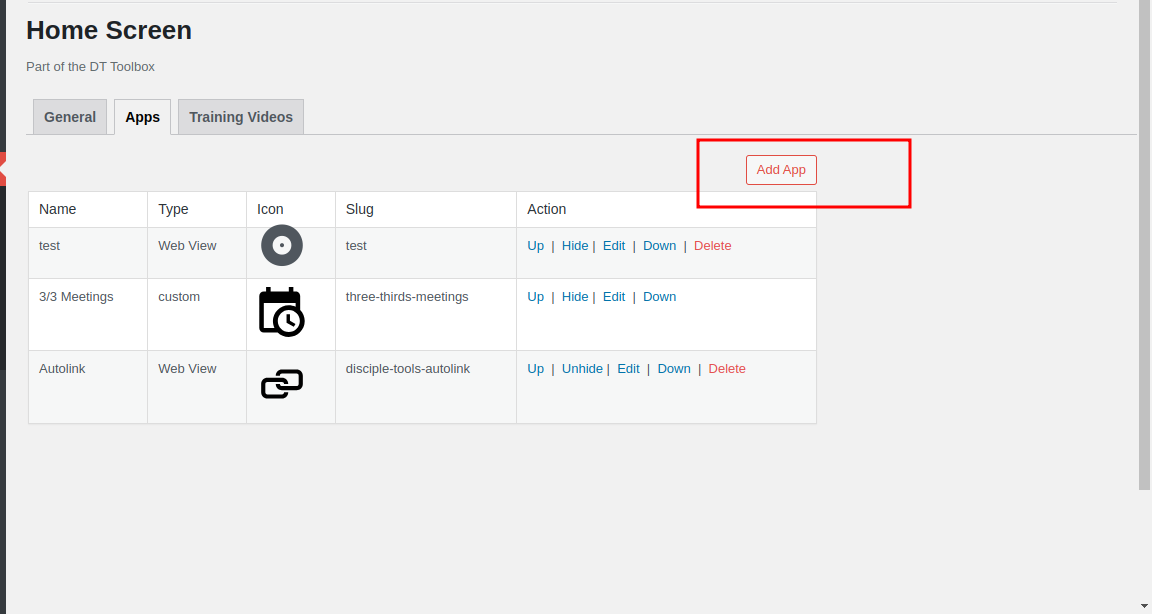 Home Screen
Part of the DT Toolbox
General Apps Training Videos
Add App
Name Type Icon Slug Action
test Web View test Up | Hide | Edit | Down | Delete
3/3 Meetings custom three-thirds-meetings Up | Hide | Edit | Down
Autolink Web View disciple-tools-autolink Up | Unhide | Edit | Down | Delete